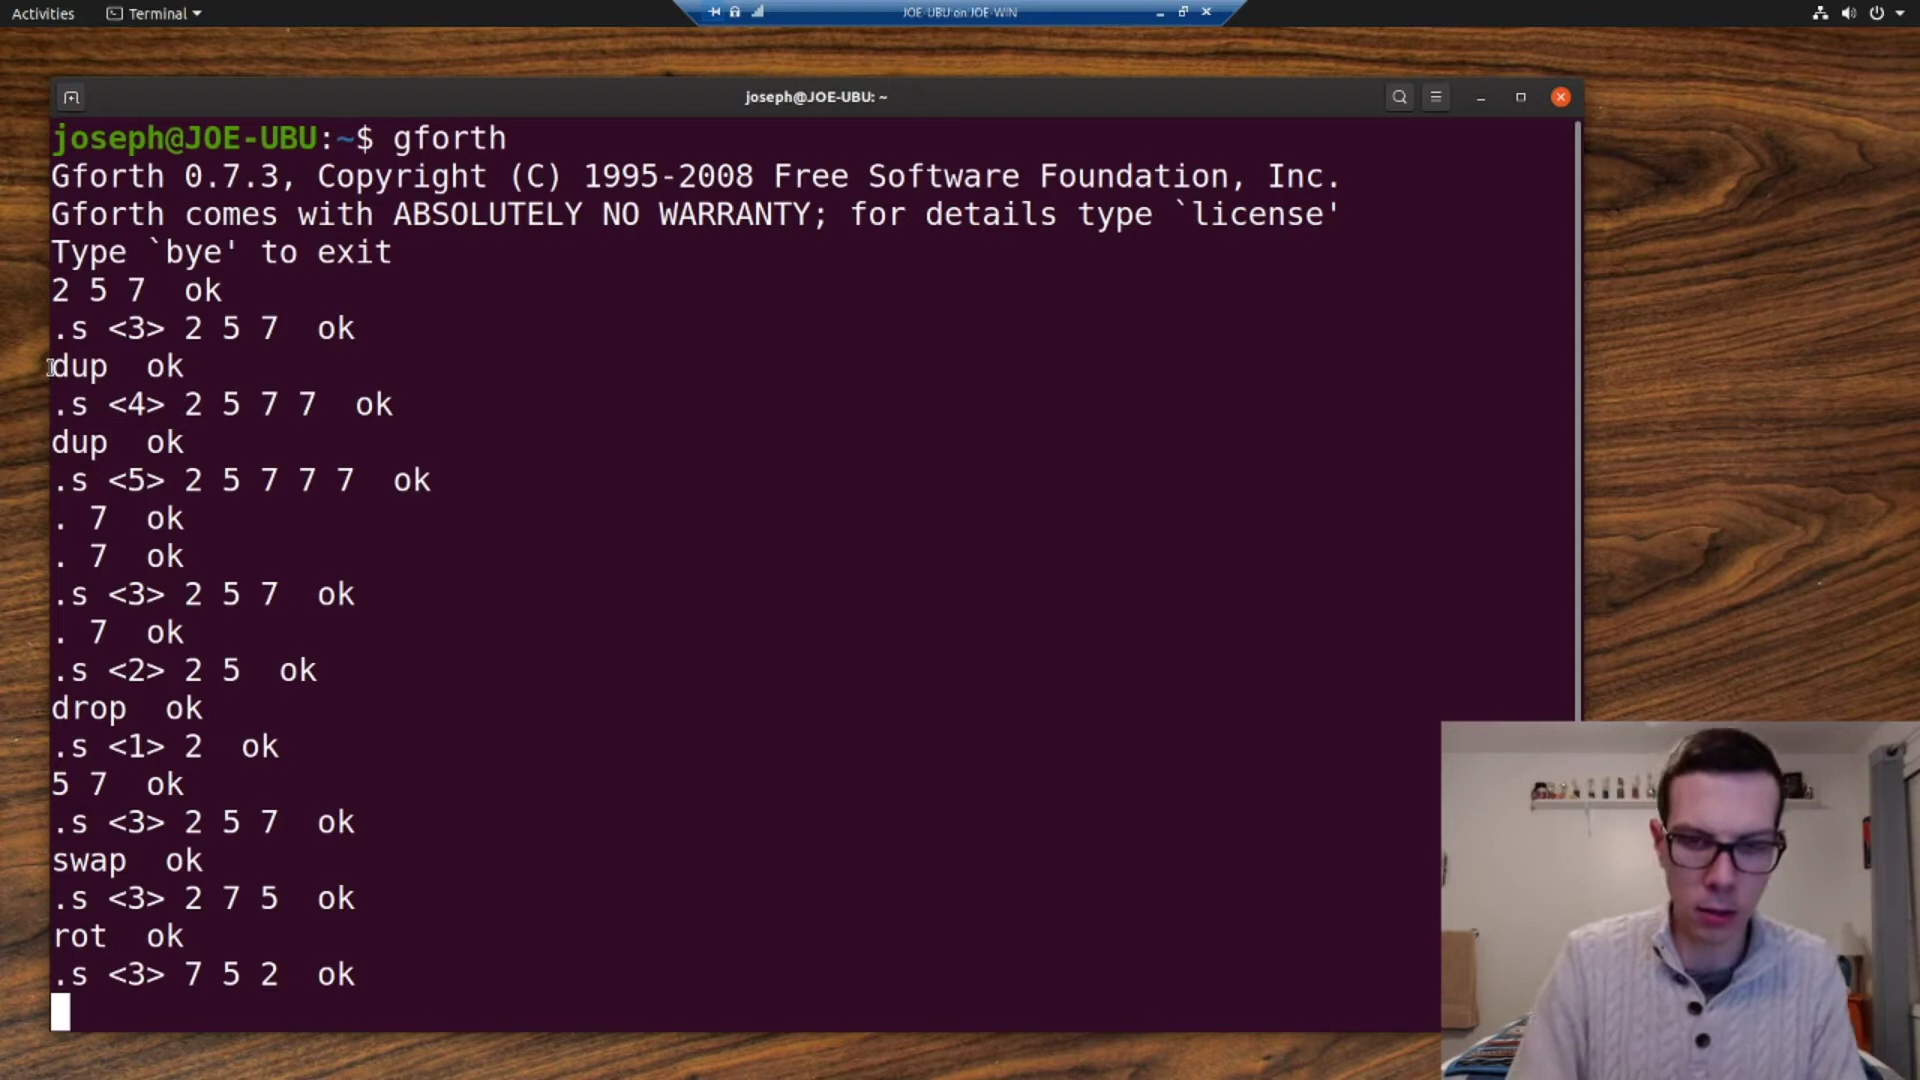 Activities Terminal JOE-UBU on JOE-WIN
joseph@JOE-UBU: ~
joseph@JOE-UBU:~$ gforth
Gforth 0.7.3, Copyright (C) 1995-2008 Free Software Foundation, Inc.
Gforth comes with ABSOLUTELY NO WARRANTY; for details type `license'
Type `bye' to exit
2 5 7  ok
.s <3> 2 5 7  ok
dup  ok
.s <4> 2 5 7 7  ok
dup  ok
.s <5> 2 5 7 7 7  ok
. 7  ok
. 7  ok
.s <3> 2 5 7  ok
. 7  ok
.s <2> 2 5  ok
drop  ok
.s <1> 2  ok
5 7  ok
.s <3> 2 5 7  ok
swap  ok
.s <3> 2 7 5  ok
rot  ok
.s <3> 7 5 2  ok